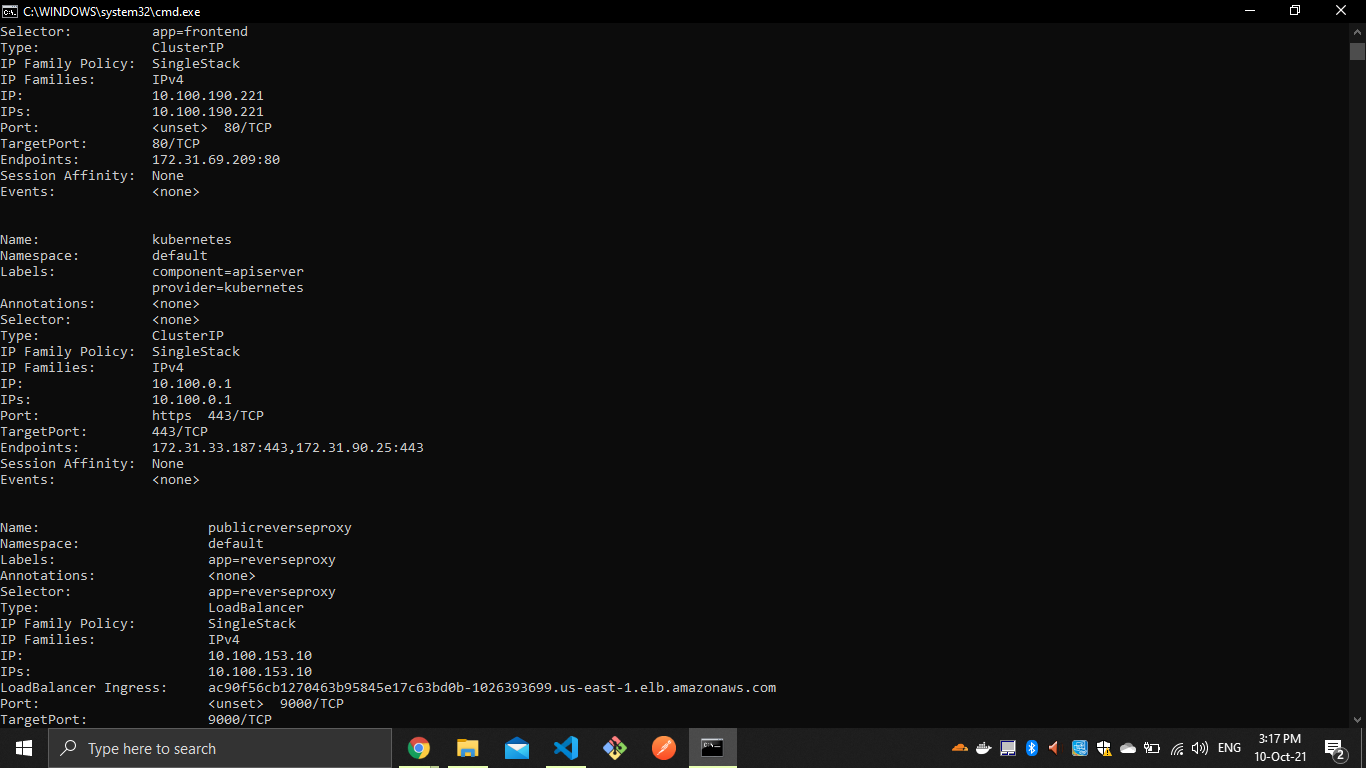 C:\WINDOWS\system32\cmd.exe
Selector:          app=frontend
Type:              ClusterIP
IP Family Policy:  SingleStack
IP Families:       IPv4
IP:                10.100.190.221
IPs:               10.100.190.221
Port:              <unset>  80/TCP
TargetPort:        80/TCP
Endpoints:         172.31.69.209:80
Session Affinity:  None
Events:            <none>
Name:              kubernetes
Namespace:         default
Labels:            component=apiserver
                   provider=kubernetes
Annotations:       <none>
Selector:          <none>
Type:              ClusterIP
IP Family Policy:  SingleStack
IP Families:       IPv4
IP:                10.100.0.1
IPs:               10.100.0.1
Port:              https  443/TCP
TargetPort:        443/TCP
Endpoints:         172.31.33.187:443,172.31.90.25:443
Session Affinity:  None
Events:            <none>
Name:                     publicreverseproxy
Namespace:                default
Labels:                   app=reverseproxy
Annotations:              <none>
Selector:                 app=reverseproxy
Type:                     LoadBalancer
IP Family Policy:         SingleStack
IP Families:              IPv4
IP:                       10.100.153.10
IPs:                      10.100.153.10
LoadBalancer Ingress:     ac90f56cb1270463b95845e17c63bd0b-1026393699.us-east-1.elb.amazonaws.com
Port:                     <unset>  9000/TCP
TargetPort:               9000/TCP
Type here to search
ENG
3:17 PM
10-Oct-21
2